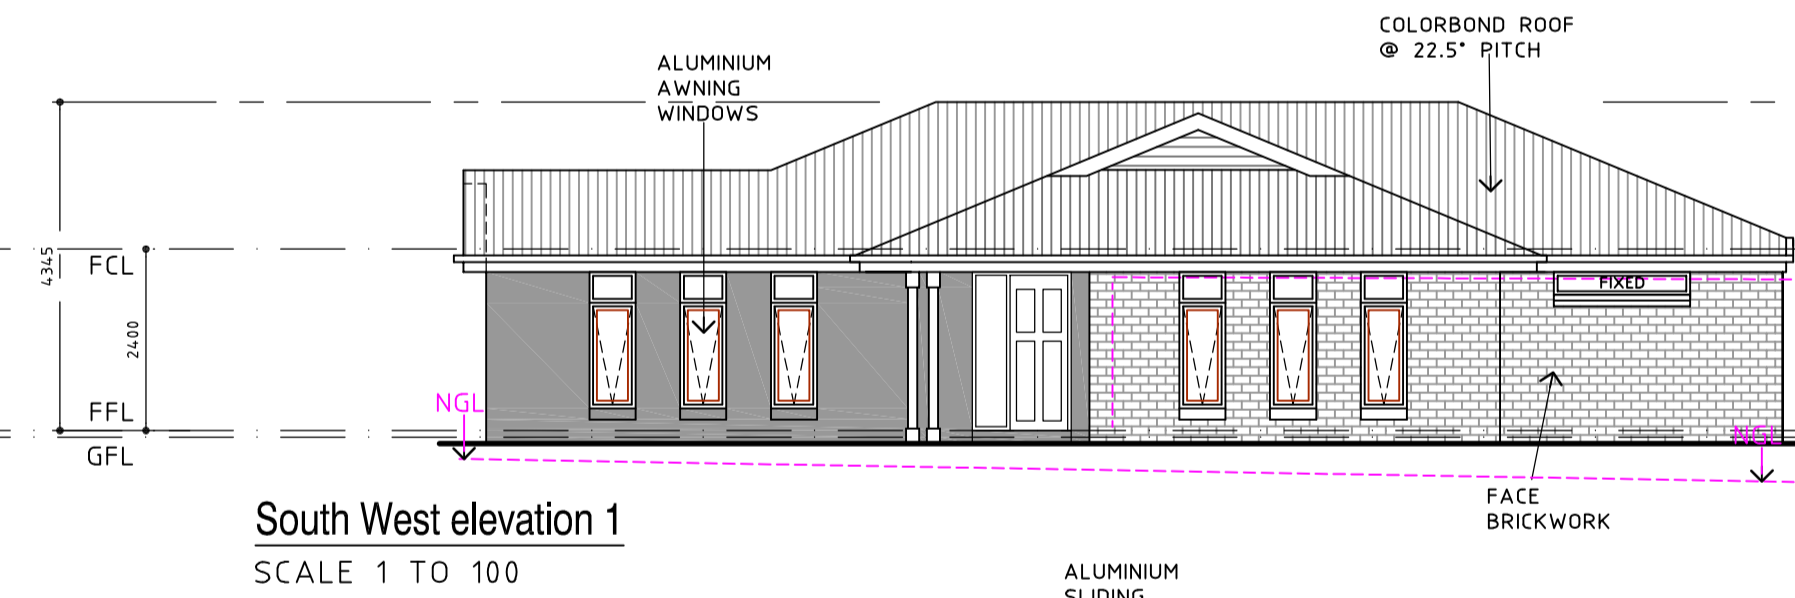 COLORBOND ROOF
@ 22.5° PITCH
ALUMINIUM
AWNING
WINDOWS
4345
FCL
2400
FIXED
FFL
NGL
GFL
NGL
FACE
BRICKWORK
South West elevation 1
SCALE 1 TO 100
ALUMINIUM
SLIDING